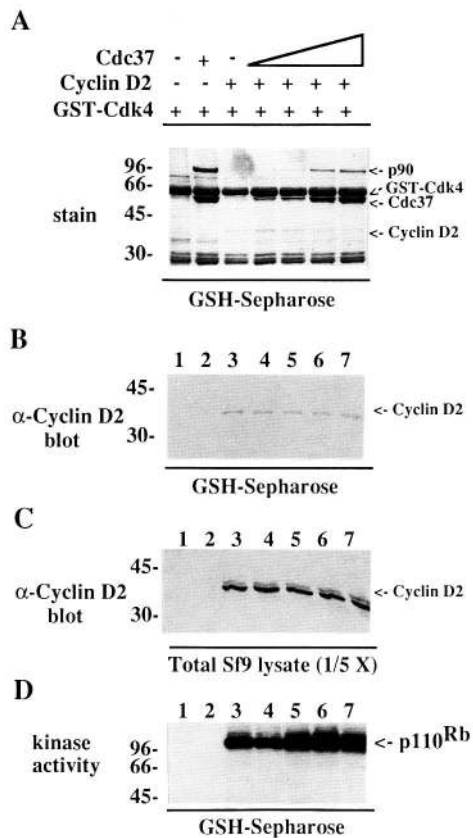 A
Cdc37 - + -
Cyclin D2 - - + + + + +
GST-Cdk4 + + + + + + +
96-
66-
45-
30-
stain
<- p90
<- GST-Cdk4
<- Cdc37
<- Cyclin D2
GSH-Sepharose
B
1 2 3 4 5 6 7
45-
30-
α-Cyclin D2
blot
<- Cyclin D2
GSH-Sepharose
C
1 2 3 4 5 6 7
45-
30-
α-Cyclin D2
blot
<- Cyclin D2
Total Sf9 lysate (1/5 X)
D
1 2 3 4 5 6 7
kinase
activity
96-
66-
45-
<- p110Rb
GSH-Sepharose